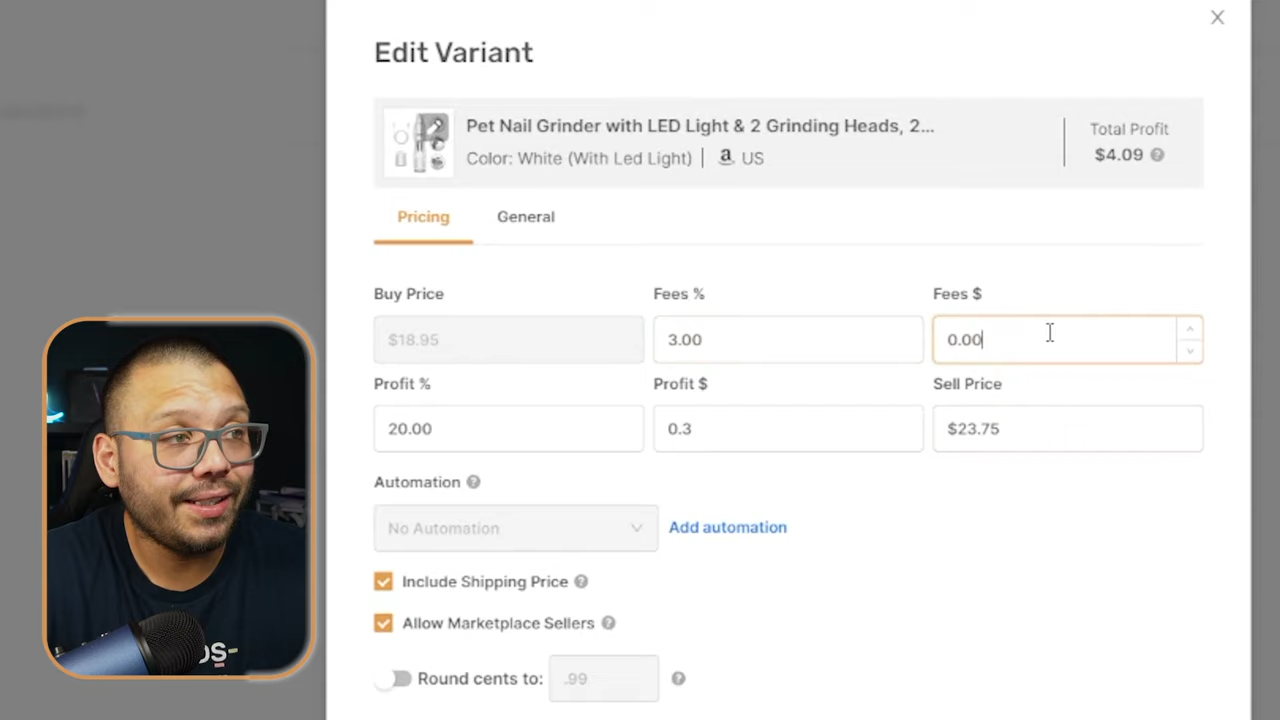 Edit Variant
Pet Nail Grinder with LED Light & 2 Grinding Heads, 2...
Total Profit
Color: White (With Led Light) | a US
$4.09
Pricing
General
Buy Price
Fees %
Fees $
$18.95
3.00
0.00
Profit %
Profit $
Sell Price
20.00
0.3
$23.75
Automation
No Automation
Add automation
Include Shipping Price
Allow Marketplace Sellers
Round cents to:
.99